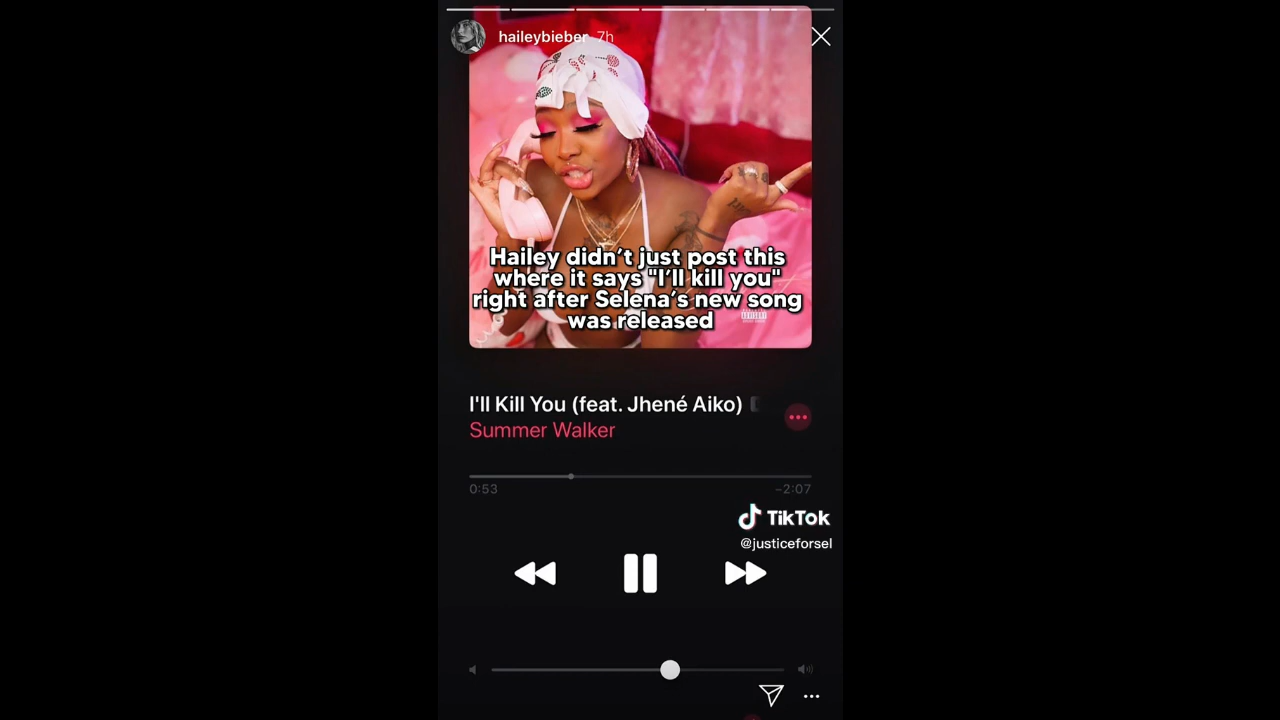 haileybieber 7h
Hailey didn't just post this
where it says "I'll kill you"
right after Selena's new song
was released
I'll Kill You (feat. Jhené Aiko)
Summer Walker
0:53
−2:07
TikTok
@justiceforsel